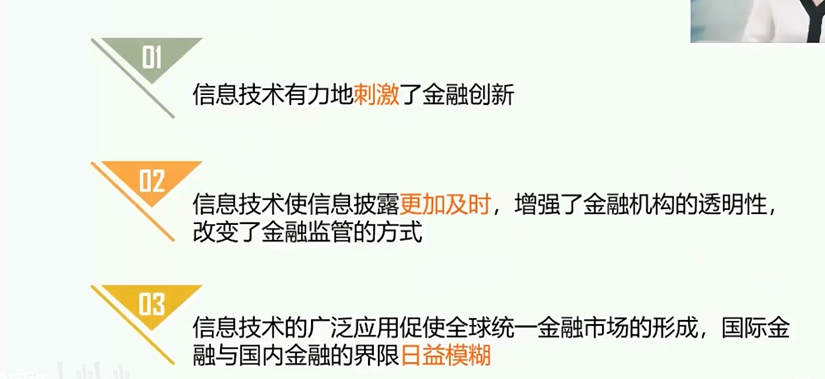 01
信息技术有力地刺激了金融创新
02
信息技术使信息披露更加及时，增强了金融机构的透明性，
改变了金融监管的方式
03
信息技术的广泛应用促使全球统一金融市场的形成，国际金
融与国内金融的界限日益模糊